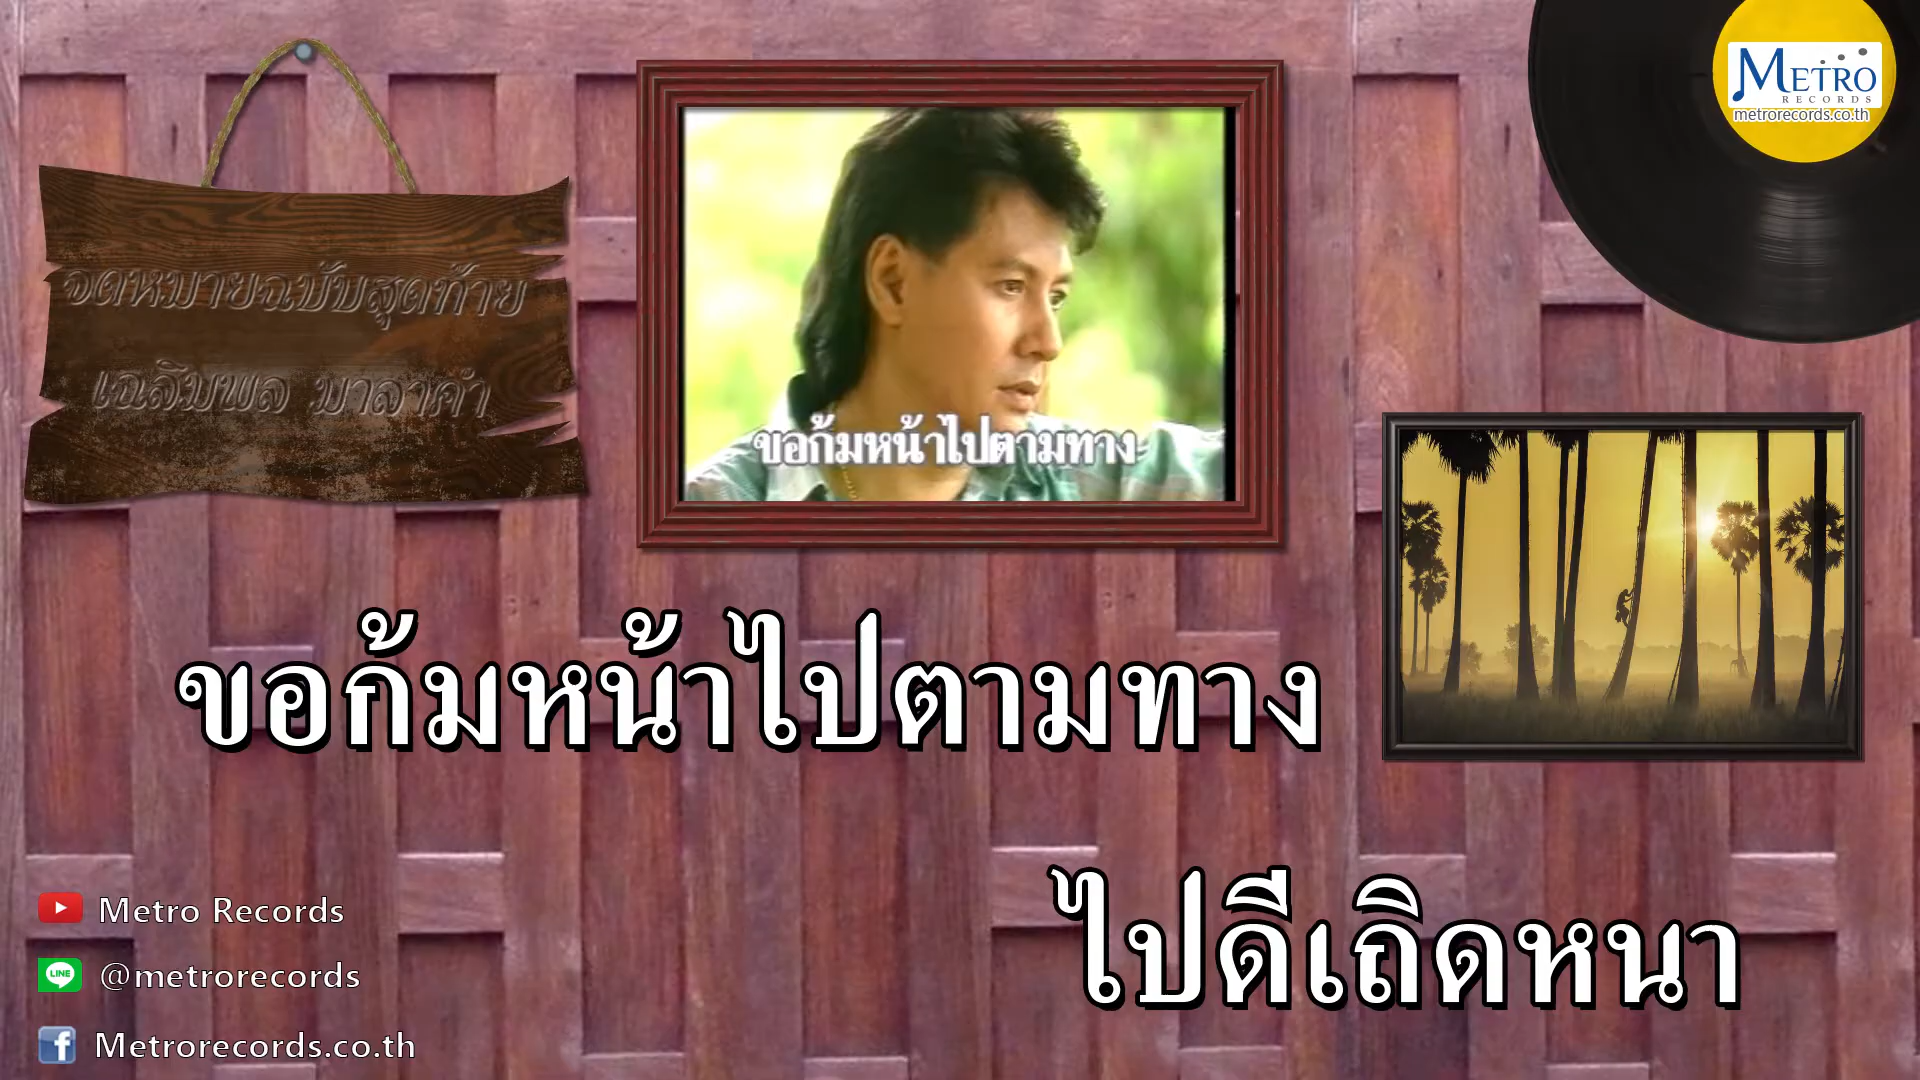 จดหมายฉบับสุดท้าย
เฉลิมพล มาลาคำ
ขอก้มหน้าไปตามทาง
METRO
RECORDS
metrorecords.co.th
ขอก้มหน้าไปตามทาง
ไปดีเถิดหนา
Metro Records
LINE
@metrorecords
f
Metrorecords.co.th